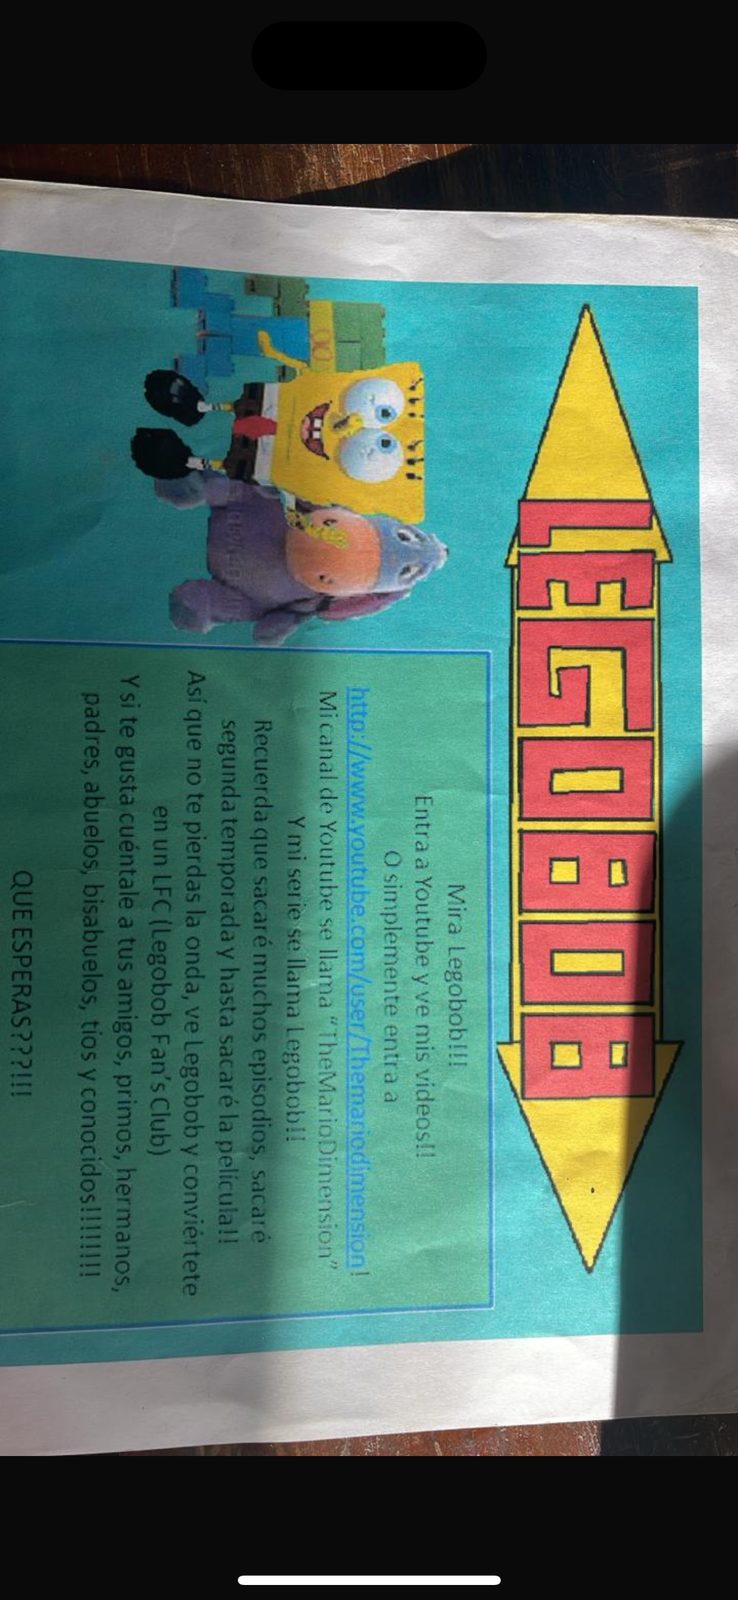 LEGOBOB
Mira Legobob!!!
Entra a Youtube y ve mis videos!!
O simplemente entra a
http://www.youtube.com/user/Themariodimension!
Mi canal de Youtube se llama “TheMarioDimension”
Y mi serie se llama Legobob!!
Recuerda que sacaré muchos episodios, sacaré
segunda temporada y hasta sacaré la película!!
Así que no te pierdas la onda, ve Legobob y conviértete
en un LFC (Legobob Fan’s Club)
Y si te gusta cuéntale a tus amigos, primos, hermanos,
padres, abuelos, bisabuelos, tíos y conocidos!!!!!!!!!
QUE ESPERAS???!!!